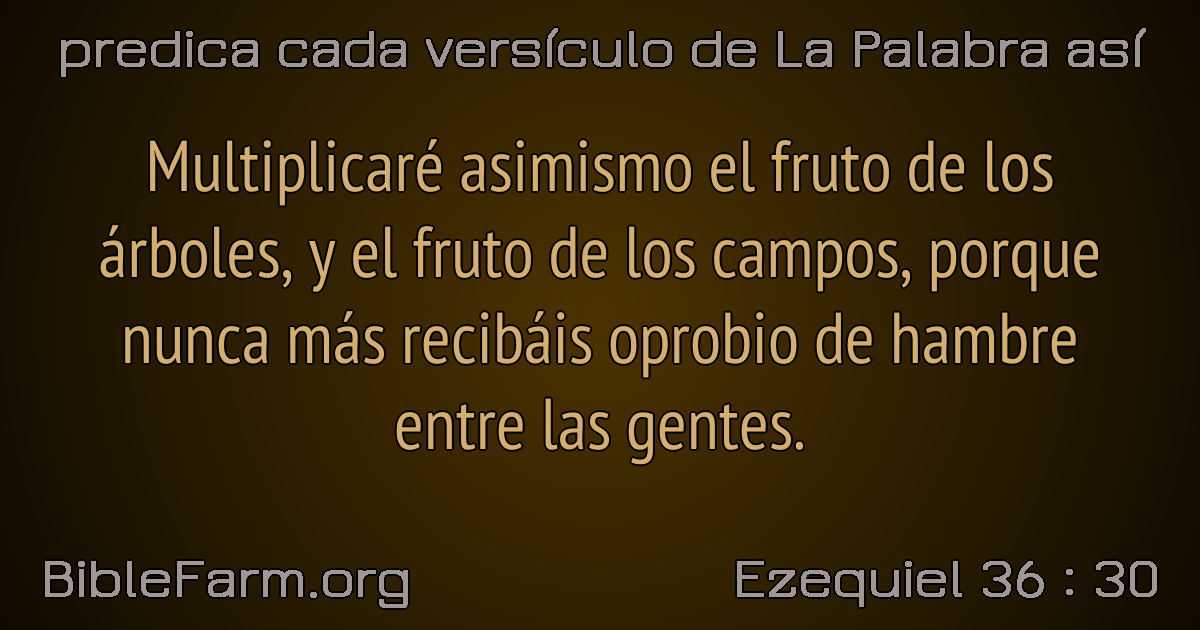 predica cada versículo de La Palabra así
Multiplicaré asimismo el fruto de los
árboles, y el fruto de los campos, porque
nunca más recibáis oprobio de hambre
entre las gentes.
BibleFarm.org
Ezequiel 36 : 30